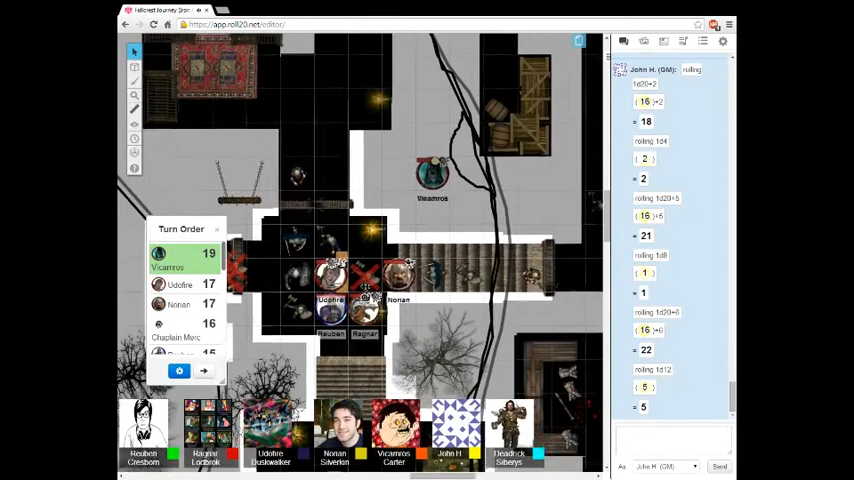 Fallcrest Journey (Iron
https://app.roll20.net/editor/
John H. (GM): rolling
1d20+2
(16)+2
= 18
rolling 1d4
(2)
= 2
rolling 1d20+5
(16)+5
= 21
rolling 1d8
(1)
= 1
rolling 1d20+6
(16)+6
= 22
rolling 1d12
(5)
= 5
As: John H. (GM)
Send
Vicamros
Turn Order
19
Vicamros
Udofire 17
Norian 17
16
Chaplain Merc
Reuben 15
Udofire
Norian
Reuben
Ragnar
Reuben Cresborn
Ragnar Lodbrok
Udofire Duskwalker
Norian Silverkin
Vicamros Carter
John H
Deadrick Siberys